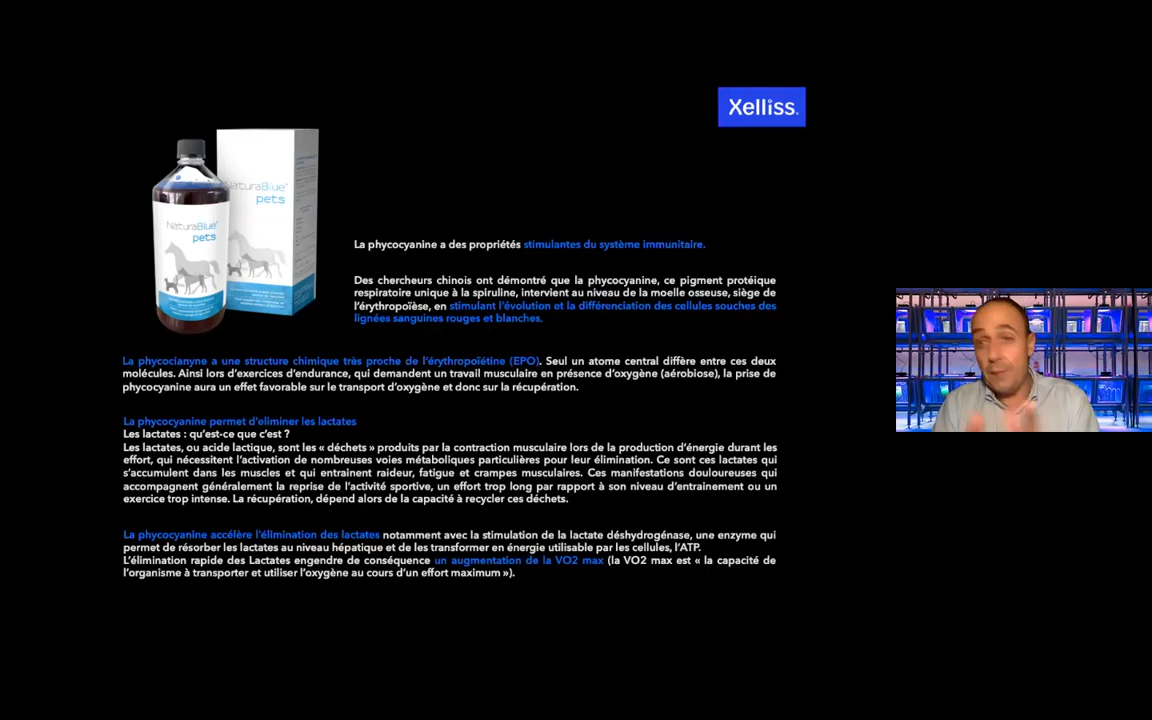 Xelliss.
NaturaBlue®
pets
NaturaBlue®
pets
La phycocyanine a des propriétés stimulantes du système immunitaire.
Des chercheurs chinois ont démontré que la phycocyanine, ce pigment protéique
respiratoire unique à la spiruline, intervient au niveau de la moelle osseuse, siège de
l'érythropoïèse, en stimulant l'évolution et la différenciation des cellules souches des
lignées sanguines rouges et blanches.
La phycocianyne a une structure chimique très proche de l'érythropoïétine (EPO). Seul un atome central diffère entre ces deux
molécules. Ainsi lors d'exercices d'endurance, qui demandent un travail musculaire en présence d'oxygène (aérobiose), la prise de
phycocyanine aura un effet favorable sur le transport d'oxygène et donc sur la récupération.
La phycocyanine permet d'eliminer les lactates
Les lactates : qu'est-ce que c'est ?
Les lactates, ou acide lactique, sont les « déchets » produits par la contraction musculaire lors de la production d'énergie durant les
effort, qui nécessitent l'activation de nombreuses voies métaboliques particulières pour leur élimination. Ce sont ces lactates qui
s'accumulent dans les muscles et qui entrainent raideur, fatigue et crampes musculaires. Ces manifestations douloureuses qui
accompagnent généralement la reprise de l'activité sportive, un effort trop long par rapport à son niveau d'entrainement ou un
exercice trop intense. La récupération, dépend alors de la capacité à recycler ces déchets.
La phycocyanine accélère l'élimination des lactates notamment avec la stimulation de la lactate déshydrogénase, une enzyme qui
permet de résorber les lactates au niveau hépatique et de les transformer en énergie utilisable par les cellules, l'ATP.
L'élimination rapide des Lactates engendre de conséquence un augmentation de la VO2 max (la VO2 max est « la capacité de
l'organisme à transporter et utiliser l'oxygène au cours d'un effort maximum »).